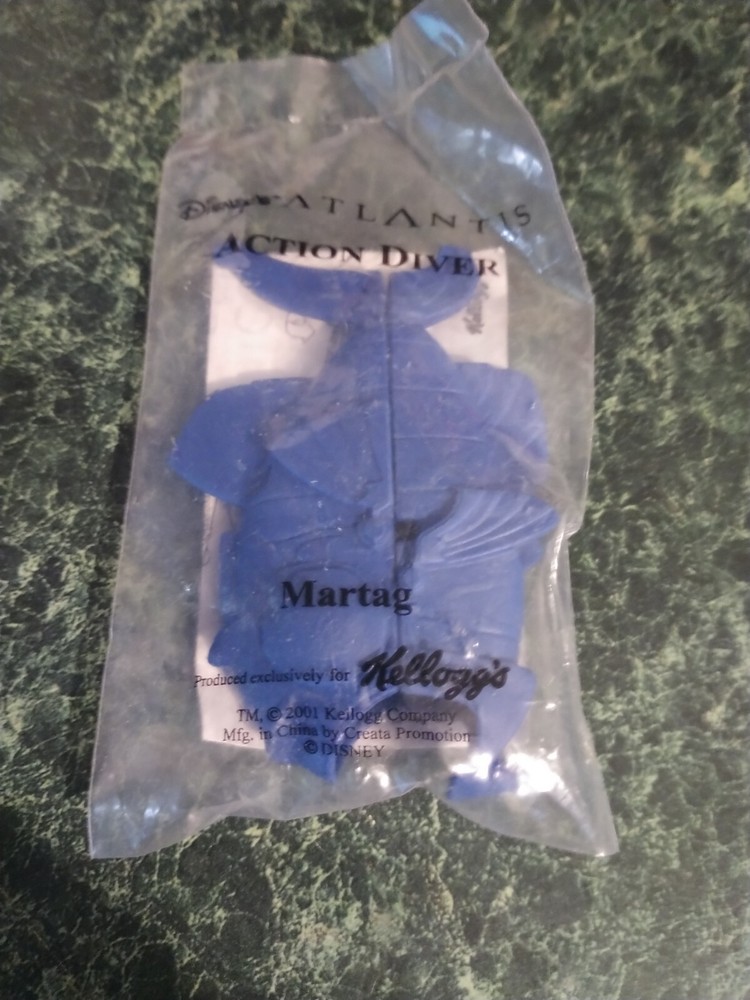 Disney's ATLANTIS
ACTION DIVER
Kellogg's
Martag
Produced exclusively for Kellogg's
TM, © 2001 Kellogg Company
Mfg. in China by Creata Promotion
© DISNEY